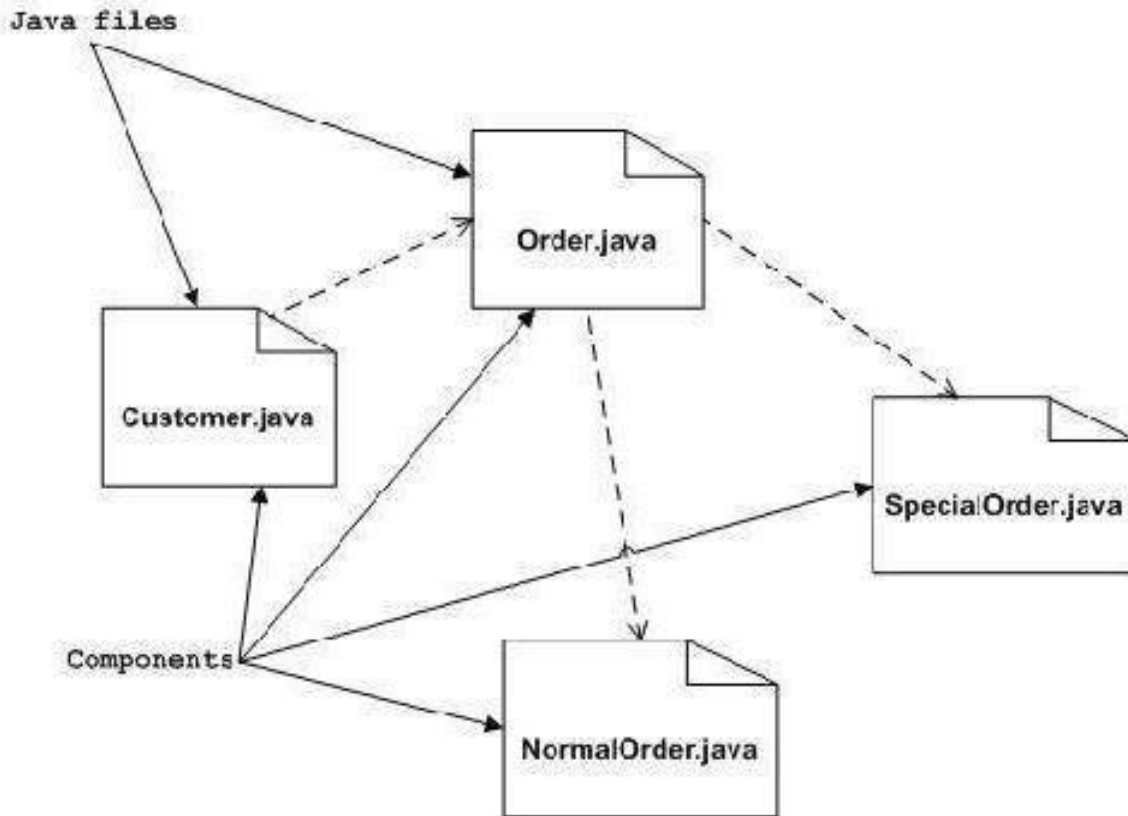 Java files
Order.java
Customer.java
SpecialOrder.java
Components
NormalOrder.java